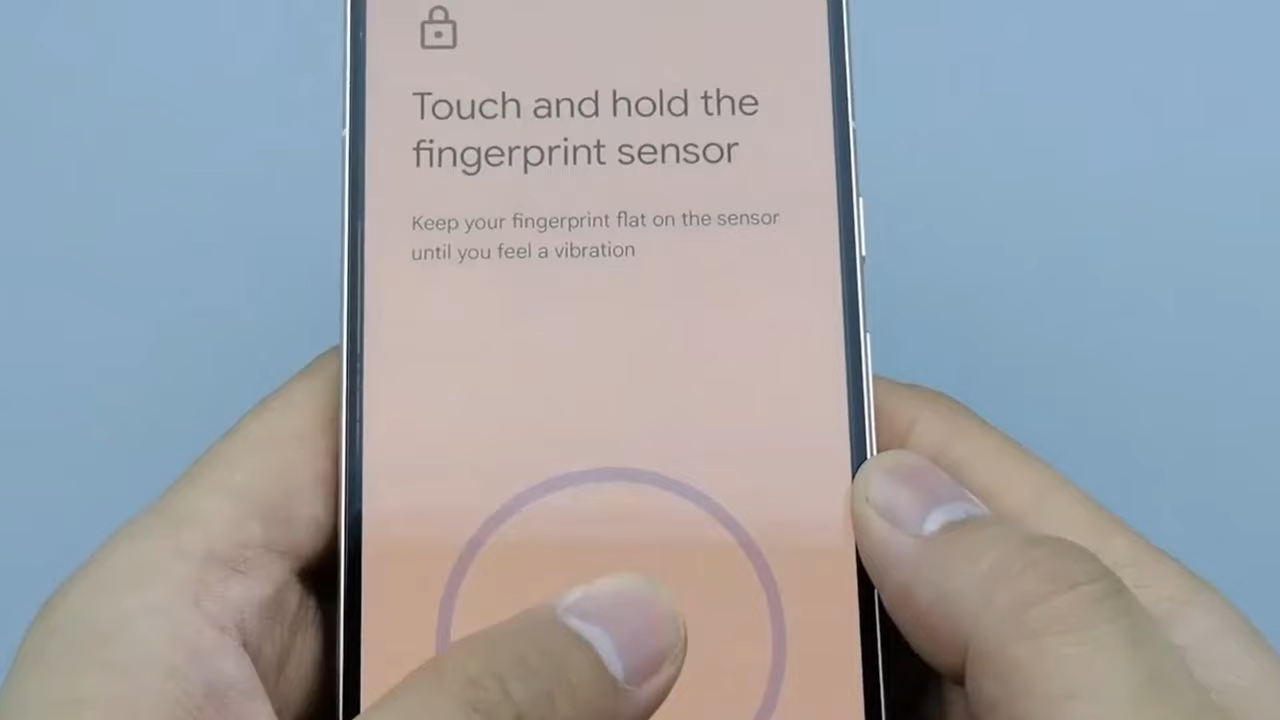 Touch and hold the
fingerprint sensor
Keep your fingerprint flat on the sensor
until you feel a vibration